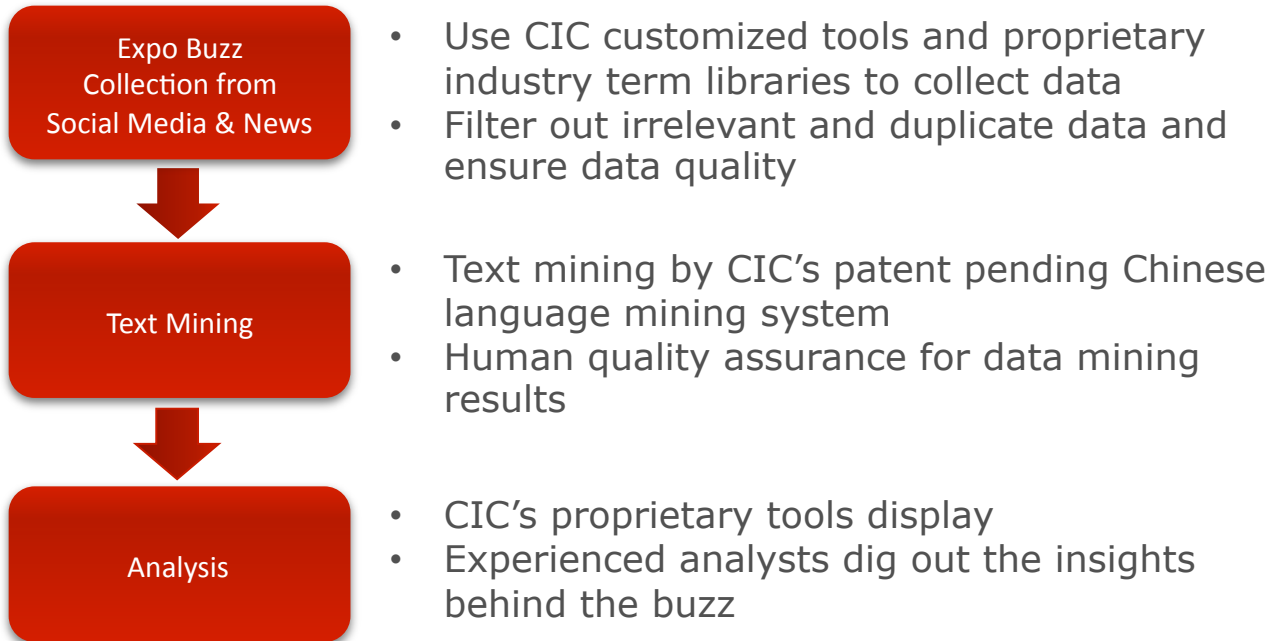 Expo Buzz
Collection from
Social Media & News
• Use CIC customized tools and proprietary
industry term libraries to collect data
• Filter out irrelevant and duplicate data and
ensure data quality
Text Mining
• Text mining by CIC’s patent pending Chinese
language mining system
• Human quality assurance for data mining
results
Analysis
• CIC’s proprietary tools display
• Experienced analysts dig out the insights
behind the buzz